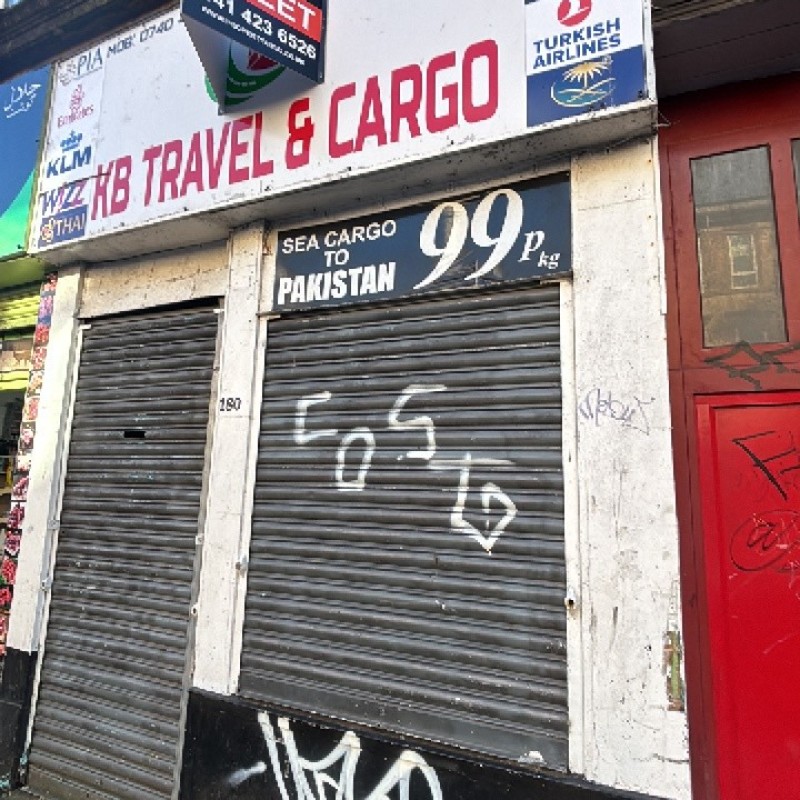 PIA
MOB: 0740
Emirates
KLM
WIZZ
THAI
KB TRAVEL & CARGO
41 423 6526
TURKISH
AIRLINES
SEA CARGO
TO
PAKISTAN
99p
kg
180